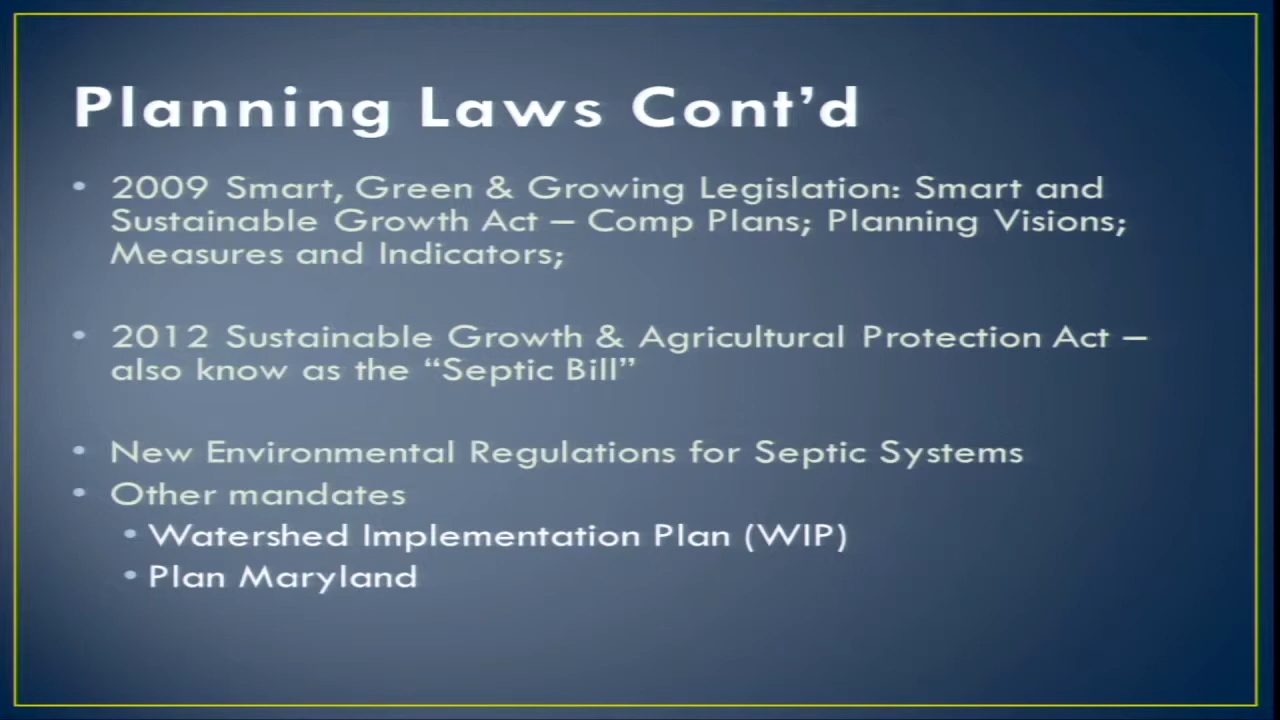 Planning Laws Cont’d
• 2009 Smart, Green & Growing Legislation: Smart and
Sustainable Growth Act – Comp Plans; Planning Visions;
Measures and Indicators;
• 2012 Sustainable Growth & Agricultural Protection Act –
also know as the “Septic Bill”
• New Environmental Regulations for Septic Systems
• Other mandates
• Watershed Implementation Plan (WIP)
• Plan Maryland